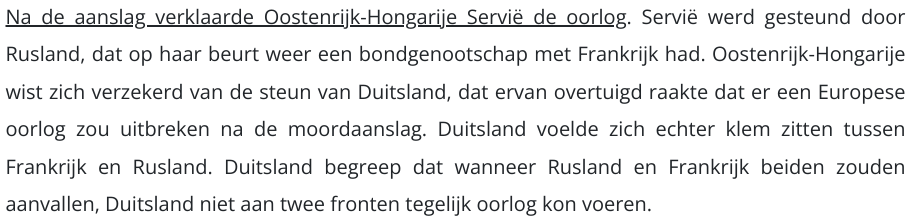 Na de aanslag verklaarde Oostenrijk-Hongarije Servië de oorlog. Servië werd gesteund door
Rusland, dat op haar beurt weer een bondgenootschap met Frankrijk had. Oostenrijk-Hongarije
wist zich verzekerd van de steun van Duitsland, dat ervan overtuigd raakte dat er een Europese
oorlog zou uitbreken na de moordaanslag. Duitsland voelde zich echter klem zitten tussen
Frankrijk en Rusland. Duitsland begreep dat wanneer Rusland en Frankrijk beiden zouden
aanvallen, Duitsland niet aan twee fronten tegelijk oorlog kon voeren.